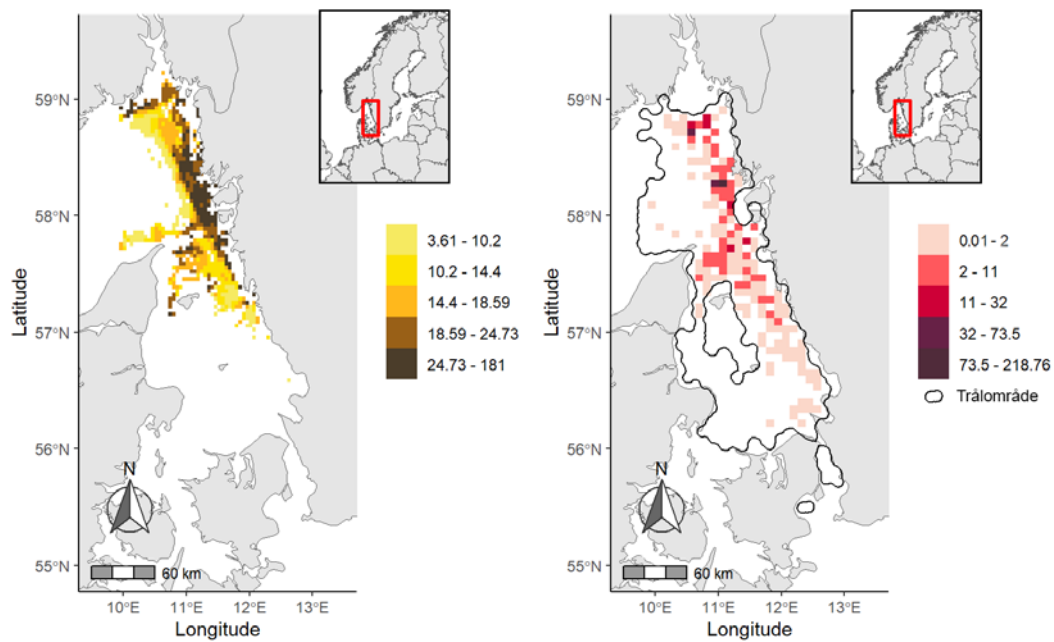 59°N
58°N
57°N
56°N
55°N
Latitude
10°E
11°E
12°E
13°E
Longitude
N
60 km
3.61 - 10.2
10.2 - 14.4
14.4 - 18.59
18.59 - 24.73
24.73 - 181
59°N
58°N
57°N
56°N
55°N
Latitude
10°E
11°E
12°E
13°E
Longitude
N
60 km
0.01 - 2
2 - 11
11 - 32
32 - 73.5
73.5 - 218.76
Trålområde